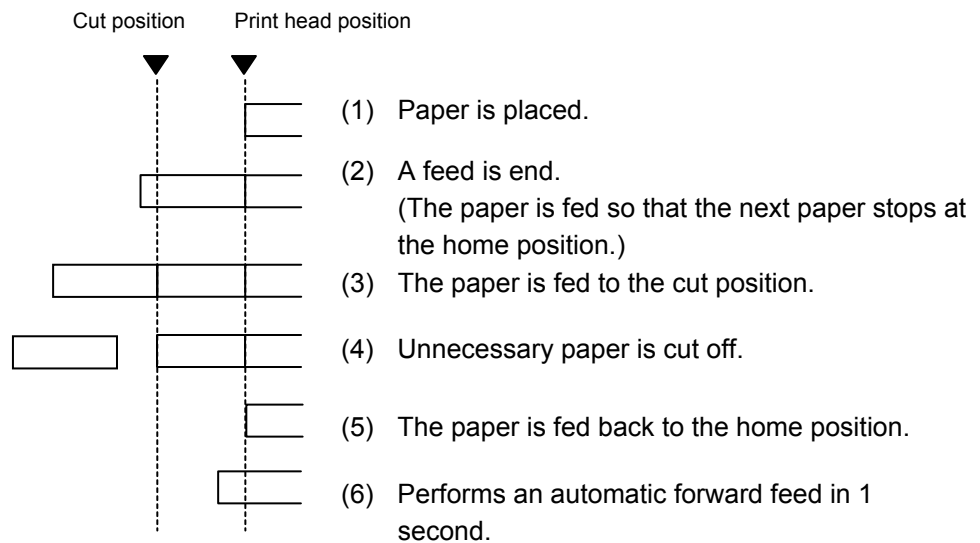 Cut position Print head position
(1) Paper is placed.
(2) A feed is end.
(The paper is fed so that the next paper stops at
the home position.)
(3) The paper is fed to the cut position.
(4) Unnecessary paper is cut off.
(5) The paper is fed back to the home position.
(6) Performs an automatic forward feed in 1
second.